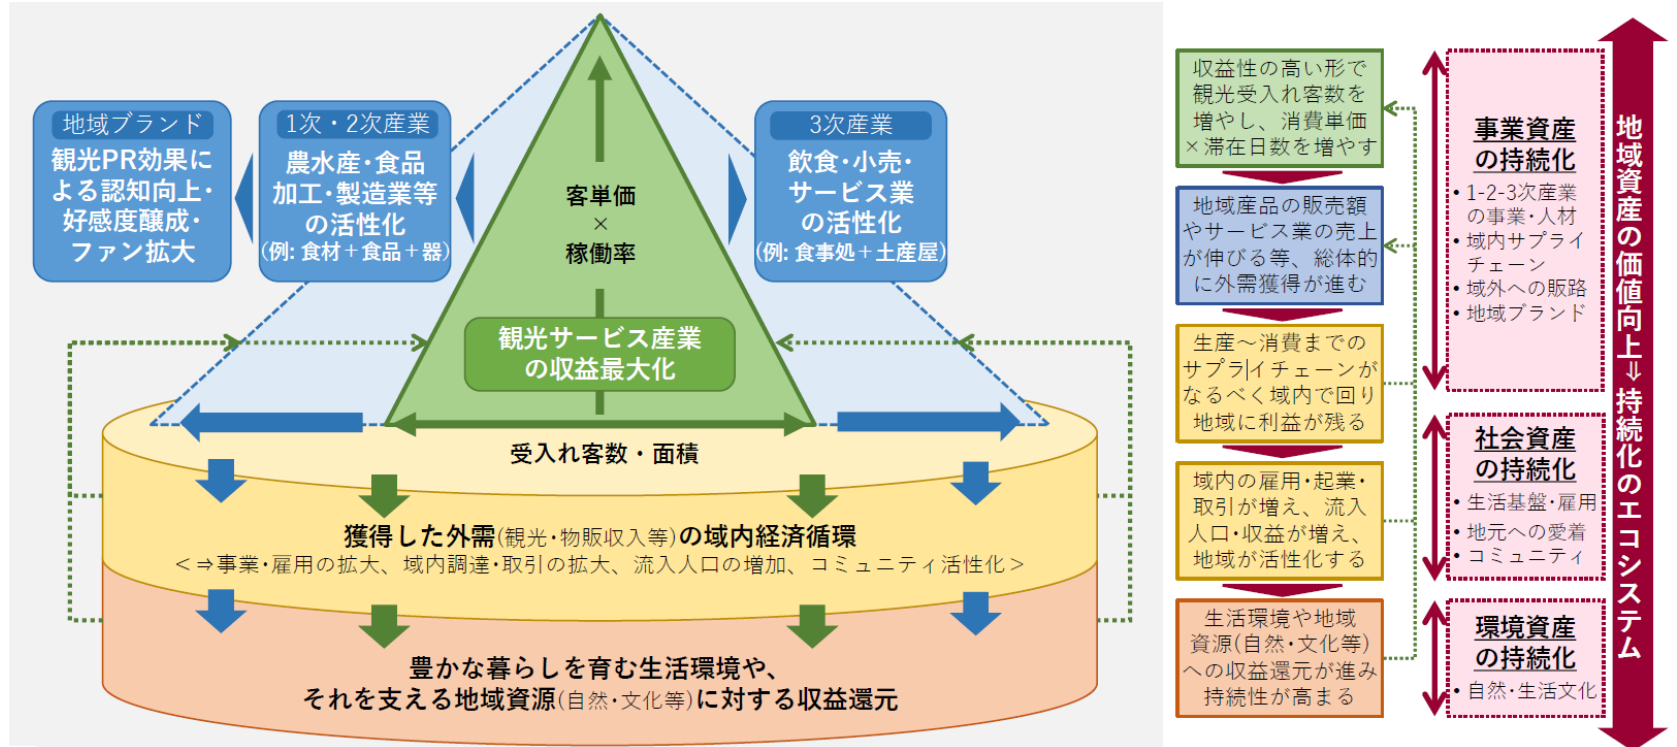 地域ブランド
観光PR効果に
よる認知向上・
好感度醸成・
ファン拡大
1次・2次産業
農水産・食品
加工・製造業等
の活性化
(例: 食材＋食品＋器)
客単価
×
稼働率
3次産業
飲食・小売・
サービス業
の活性化
(例: 食事処＋土産屋)
観光サービス産業
の収益最大化
受入れ客数・面積
獲得した外需(観光・物販収入等)の域内経済循環
＜⇒事業・雇用の拡大、域内調達・取引の拡大、流入人口の増加、コミュニティ活性化＞
豊かな暮らしを育む生活環境や、
それを支える地域資源(自然・文化等)に対する収益還元
収益性の高い形で
観光受入れ客数を
増やし、消費単価
×滞在日数を増やす
地域産品の販売額
やサービス業の売上
が伸びる等、総体的
に外需獲得が進む
生産～消費までの
サプライチェーンが
なるべく域内で回り
地域に利益が残る
域内の雇用・起業・
取引が増え、流入
人口・収益が増え、
地域が活性化する
生活環境や地域
資源(自然・文化等)
への収益還元が進み
持続性が高まる
事業資産
の持続化
• 1-2-3次産業
の事業・人材
• 域内サプライ
チェーン
• 域外への販路
• 地域ブランド
社会資産
の持続化
• 生活基盤・雇用
• 地元への愛着
• コミュニティ
環境資産
の持続化
• 自然・生活文化
地域資産の価値向上⇒持続化のエコシステム